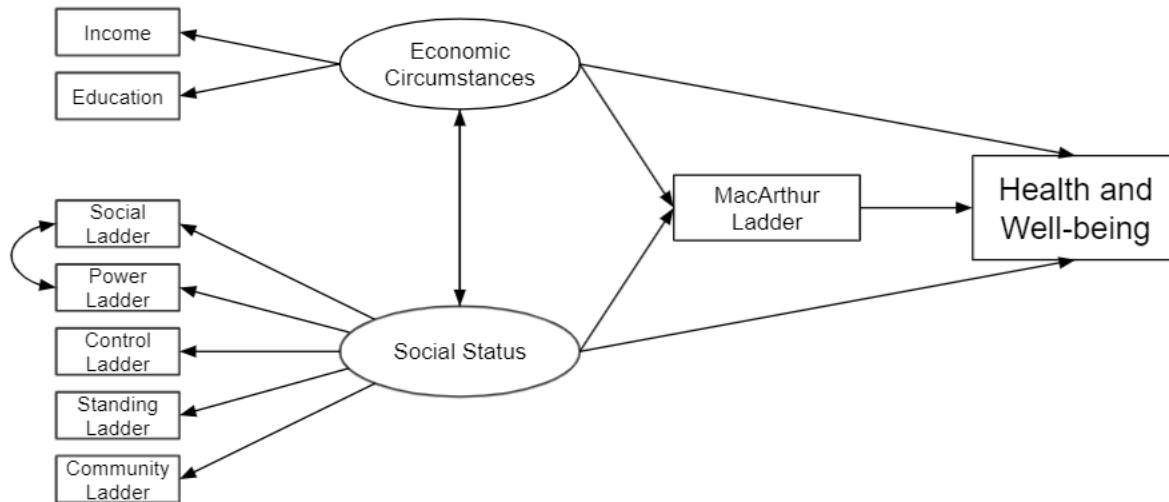 Income
Education
Economic
Circumstances
Social
Ladder
Power
Ladder
Control
Ladder
Standing
Ladder
Community
Ladder
Social Status
MacArthur
Ladder
Health and
Well-being